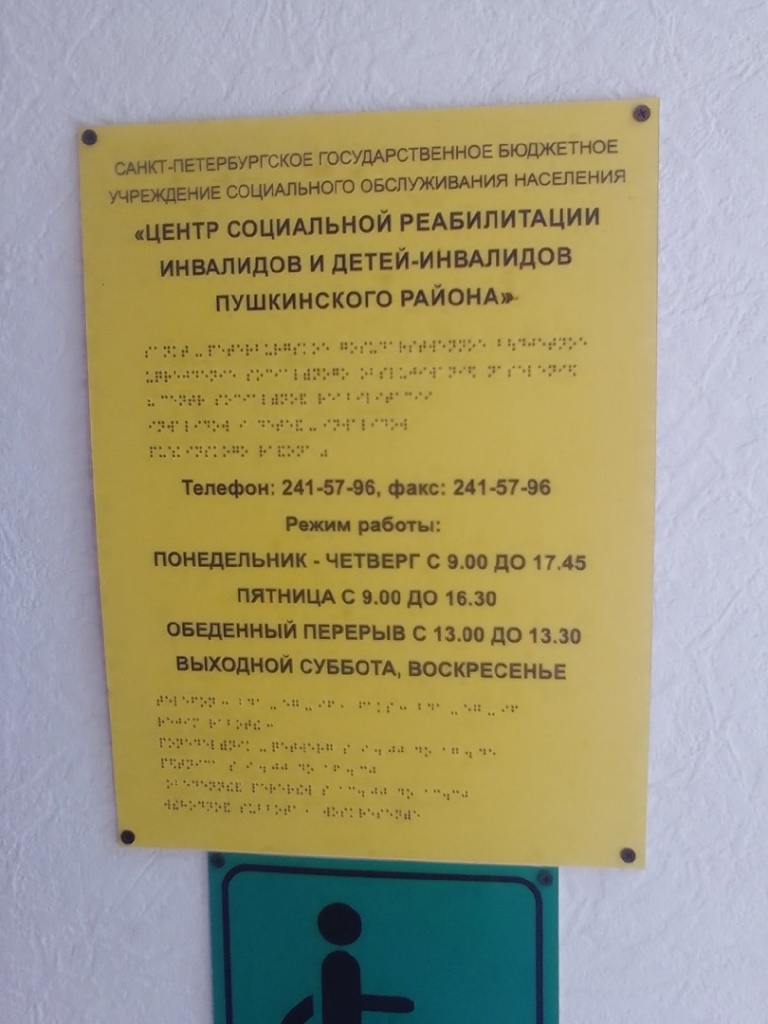 САНКТ-ПЕТЕРБУРГСКОЕ ГОСУДАРСТВЕННОЕ БЮДЖЕТНОЕ
УЧРЕЖДЕНИЕ СОЦИАЛЬНОГО ОБСЛУЖИВАНИЯ НАСЕЛЕНИЯ
«ЦЕНТР СОЦИАЛЬНОЙ РЕАБИЛИТАЦИИ
ИНВАЛИДОВ И ДЕТЕЙ-ИНВАЛИДОВ
ПУШКИНСКОГО РАЙОНА»
Телефон: 241-57-96, факс: 241-57-96
Режим работы:
ПОНЕДЕЛЬНИК - ЧЕТВЕРГ С 9.00 ДО 17.45
ПЯТНИЦА С 9.00 ДО 16.30
ОБЕДЕННЫЙ ПЕРЕРЫВ С 13.00 ДО 13.30
ВЫХОДНОЙ СУББОТА, ВОСКРЕСЕНЬЕ